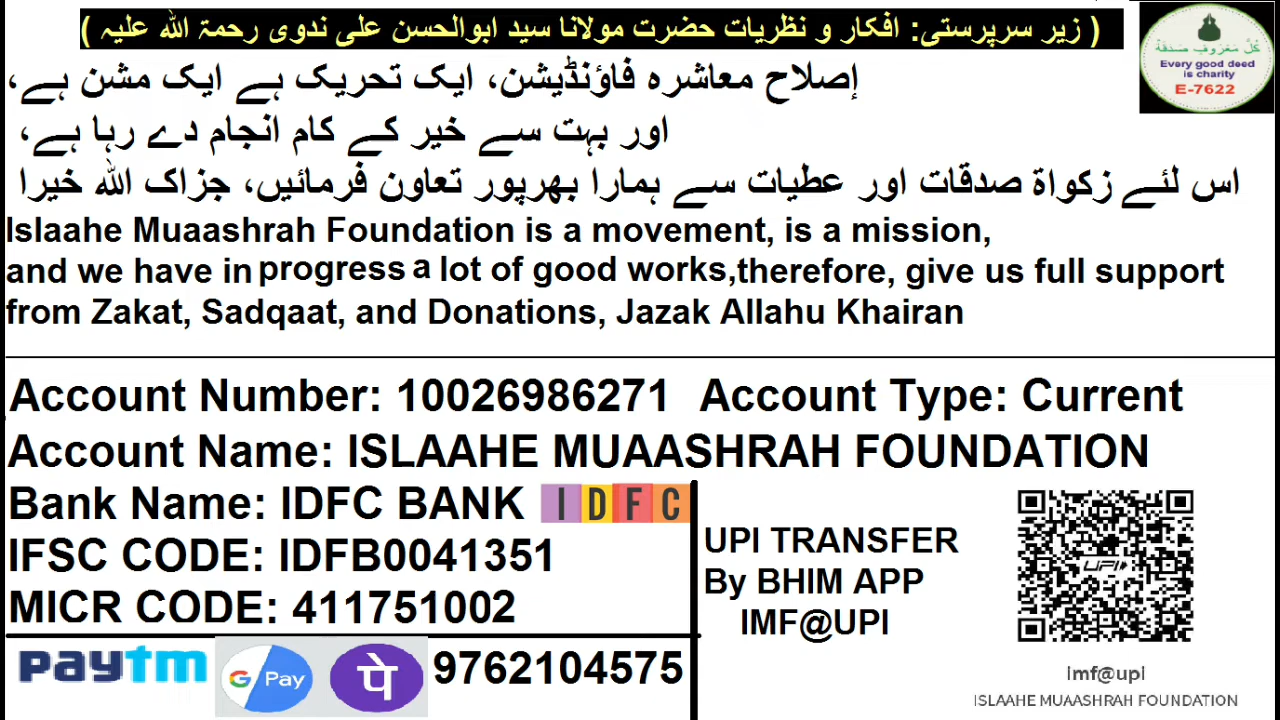 ( زیر سرپرستی: افکار و نظریات حضرت مولانا سید ابوالحسن علی ندوی رحمۃ اللہ علیہ )
كُلُّ مَعْرُوفٍ صَدَقَةٌ
Every good deed
is charity
E-7622
إصلاح معاشرہ فاؤنڈیشن، ایک تحریک ہے ایک مشن ہے،
اور بہت سے خیر کے کام انجام دے رہا ہے،
اس لئے زکواة صدقات اور عطیات سے ہمارا بھرپور تعاون فرمائیں، جزاک اللہ خیرا
Islaahe Muaashrah Foundation is a movement, is a mission,
and we have in progress a lot of good works,therefore, give us full support
from Zakat, Sadqaat, and Donations, Jazak Allahu Khairan
Account Number: 10026986271 Account Type: Current
Account Name: ISLAAHE MUAASHRAH FOUNDATION
Bank Name: IDFC BANK IDFC
IFSC CODE: IDFB0041351
MICR CODE: 411751002
paytm G Pay पे 9762104575
UPI TRANSFER
By BHIM APP
IMF@UPI
UPI
imf@upi
ISLAAHE MUAASHRAH FOUNDATION